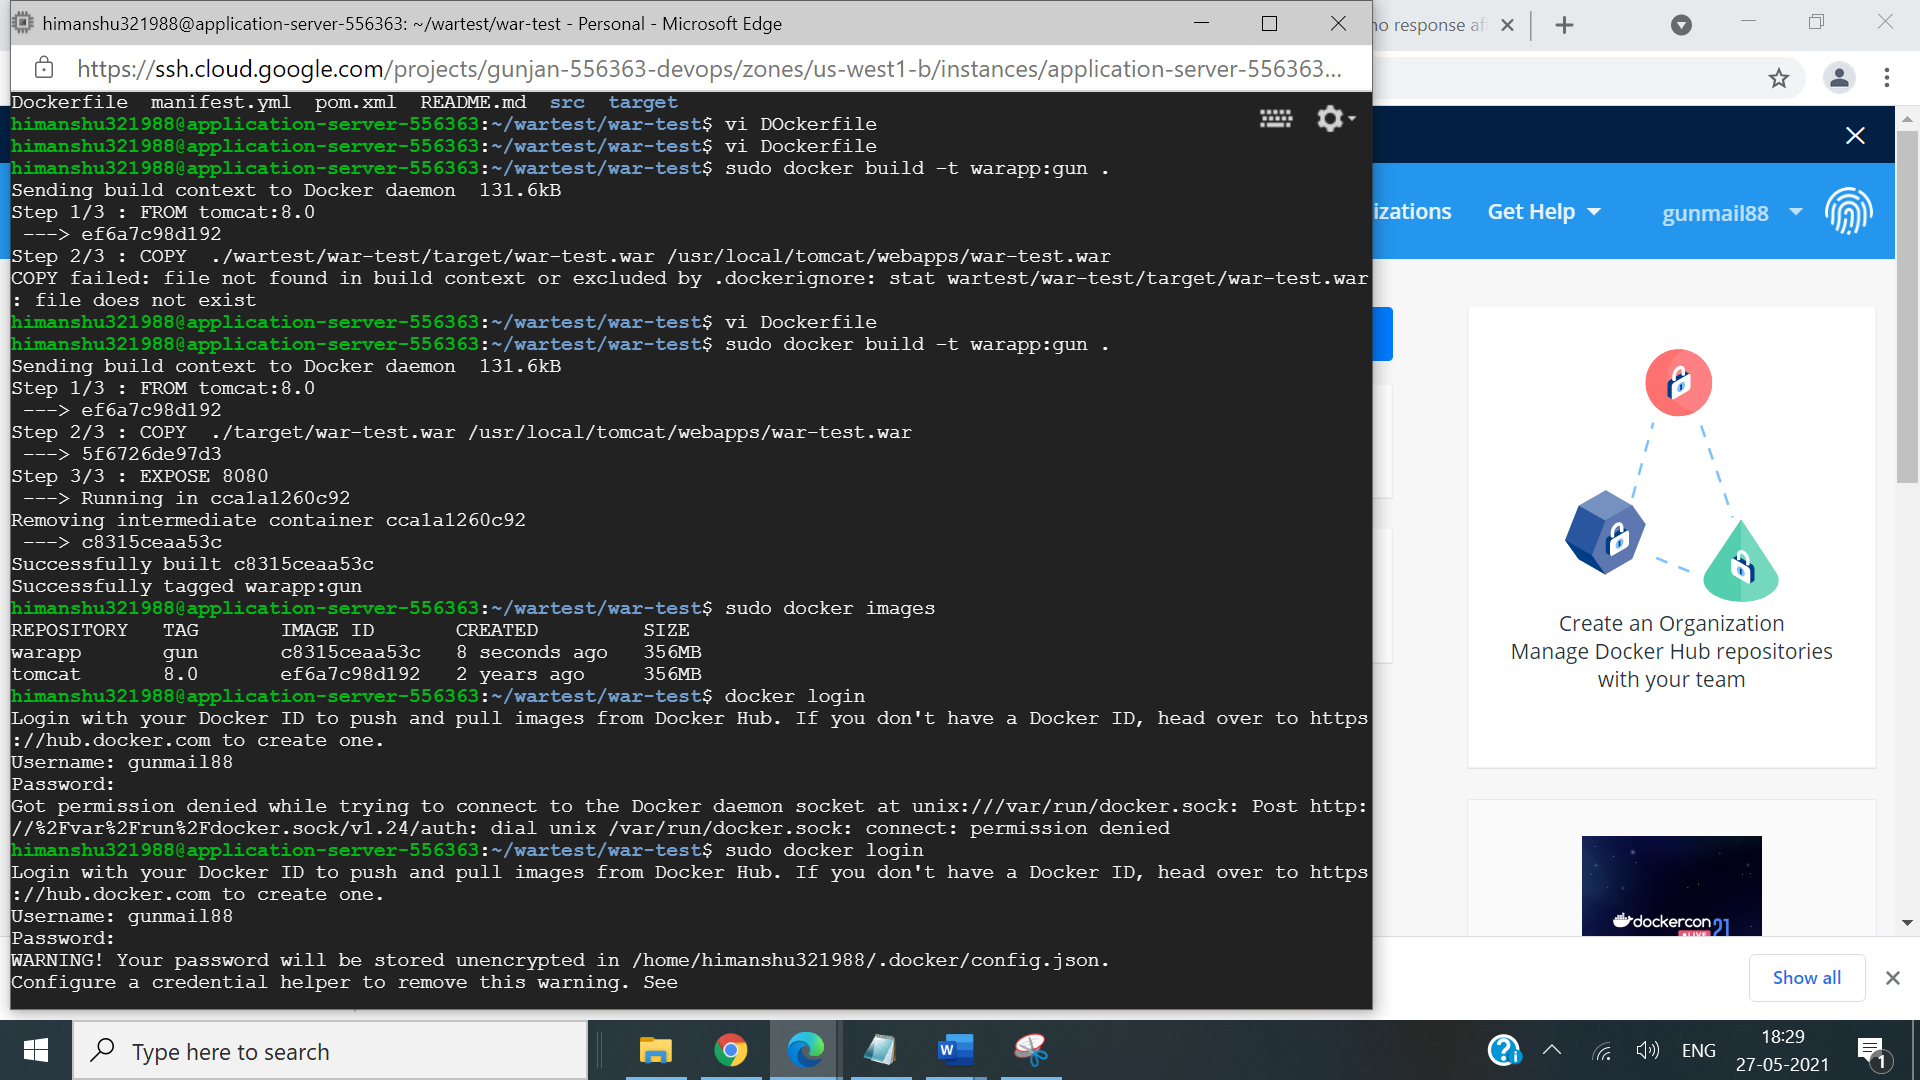 himanshu321988@application-server-556363: ~/wartest/war-test - Personal - Microsoft Edge
https://ssh.cloud.google.com/projects/gunjan-556363-devops/zones/us-west1-b/instances/application-server-556363...
Dockerfile  manifest.yml  pom.xml  README.md  src  target
himanshu321988@application-server-556363:~/wartest/war-test$ vi DOckerfile
himanshu321988@application-server-556363:~/wartest/war-test$ vi Dockerfile
himanshu321988@application-server-556363:~/wartest/war-test$ sudo docker build -t warapp:gun .
Sending build context to Docker daemon  131.6kB
Step 1/3 : FROM tomcat:8.0
 ---> ef6a7c98d192
Step 2/3 : COPY  ./wartest/war-test/target/war-test.war /usr/local/tomcat/webapps/war-test.war
COPY failed: file not found in build context or excluded by .dockerignore: stat wartest/war-test/target/war-test.war
: file does not exist
himanshu321988@application-server-556363:~/wartest/war-test$ vi Dockerfile
himanshu321988@application-server-556363:~/wartest/war-test$ sudo docker build -t warapp:gun .
Sending build context to Docker daemon  131.6kB
Step 1/3 : FROM tomcat:8.0
 ---> ef6a7c98d192
Step 2/3 : COPY  ./target/war-test.war /usr/local/tomcat/webapps/war-test.war
 ---> 5f6726de97d3
Step 3/3 : EXPOSE 8080
 ---> Running in cca1a1260c92
Removing intermediate container cca1a1260c92
 ---> c8315ceaa53c
Successfully built c8315ceaa53c
Successfully tagged warapp:gun
himanshu321988@application-server-556363:~/wartest/war-test$ sudo docker images
REPOSITORY   TAG       IMAGE ID       CREATED         SIZE
warapp       gun       c8315ceaa53c   8 seconds ago   356MB
tomcat       8.0       ef6a7c98d192   2 years ago     356MB
himanshu321988@application-server-556363:~/wartest/war-test$ docker login
Login with your Docker ID to push and pull images from Docker Hub. If you don't have a Docker ID, head over to https
://hub.docker.com to create one.
Username: gunmail88
Password:
Got permission denied while trying to connect to the Docker daemon socket at unix:///var/run/docker.sock: Post http:
//%2Fvar%2Frun%2Fdocker.sock/v1.24/auth: dial unix /var/run/docker.sock: connect: permission denied
himanshu321988@application-server-556363:~/wartest/war-test$ sudo docker login
Login with your Docker ID to push and pull images from Docker Hub. If you don't have a Docker ID, head over to https
://hub.docker.com to create one.
Username: gunmail88
Password:
WARNING! Your password will be stored unencrypted in /home/himanshu321988/.docker/config.json.
Configure a credential helper to remove this warning. See
no response af
izations
Get Help
gunmail88
Create an Organization
Manage Docker Hub repositories
with your team
dockercon 21
LIVE
Show all
Type here to search
ENG
18:29
27-05-2021
1